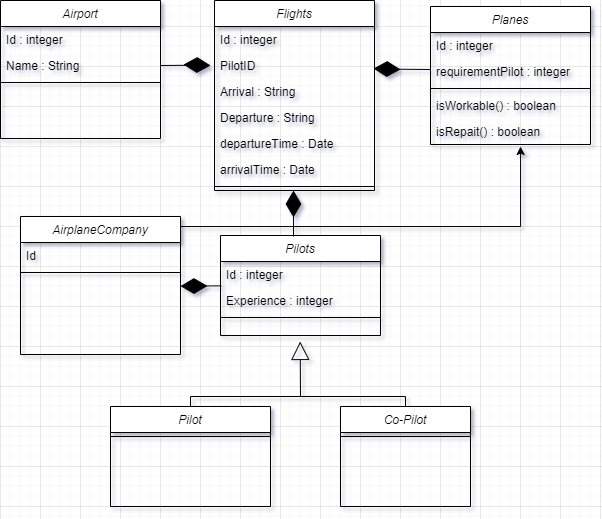 Airport
Id : integer
Name : String
Flights
Id : integer
PilotID
Arrival : String
Departure : String
departureTime : Date
arrivalTime : Date
Planes
Id : integer
requirementPilot : integer
isWorkable() : boolean
isRepait() : boolean
AirplaneCompany
Id
Pilots
Id : integer
Experience : integer
Pilot
Co-Pilot